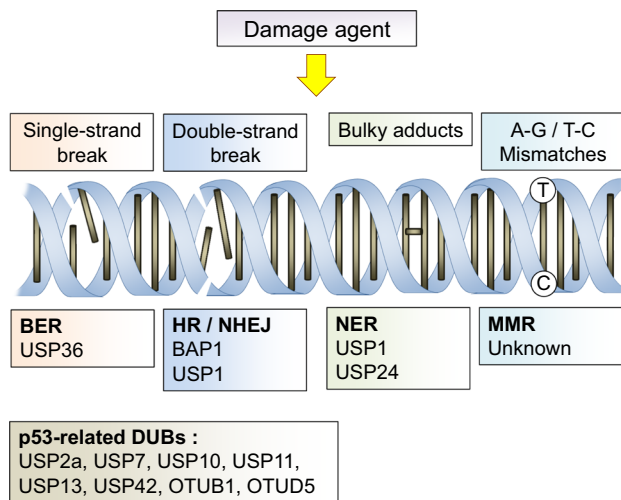 Damage agent
Single-strand
break
Double-strand
break
Bulky adducts
A-G / T-C
Mismatches
T
C
BER
USP36
HR / NHEJ
BAP1
USP1
NER
USP1
USP24
MMR
Unknown
p53-related DUBs :
USP2a, USP7, USP10, USP11,
USP13, USP42, OTUB1, OTUD5